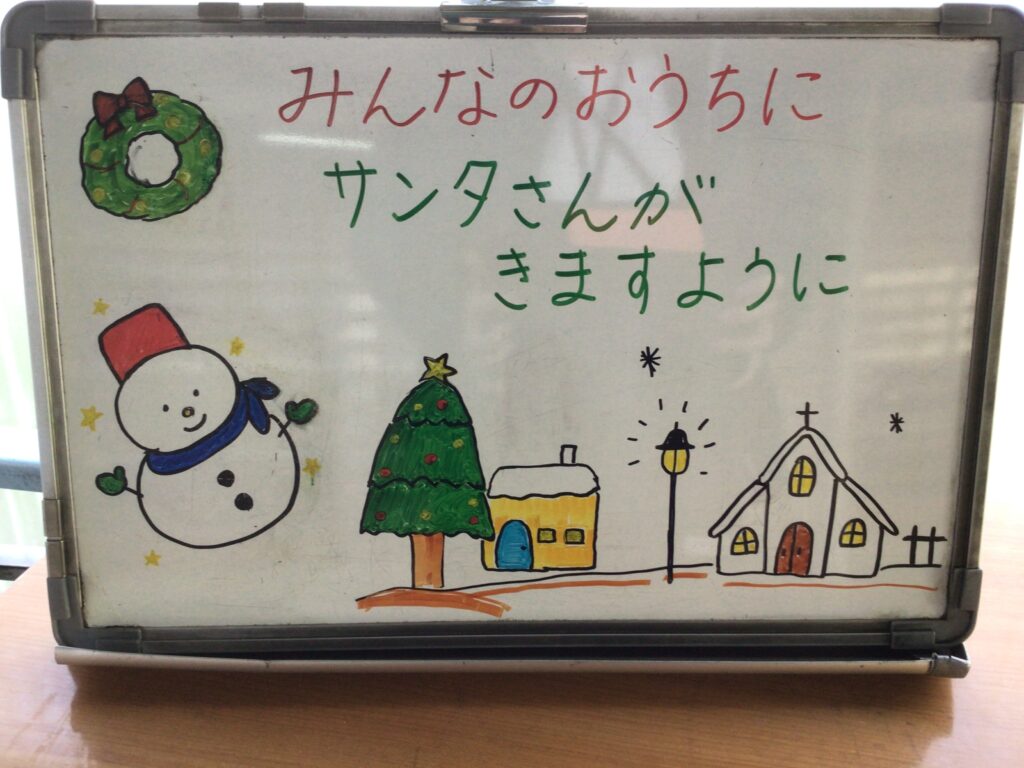 みんなのおうちに
サンタさんが
きますように